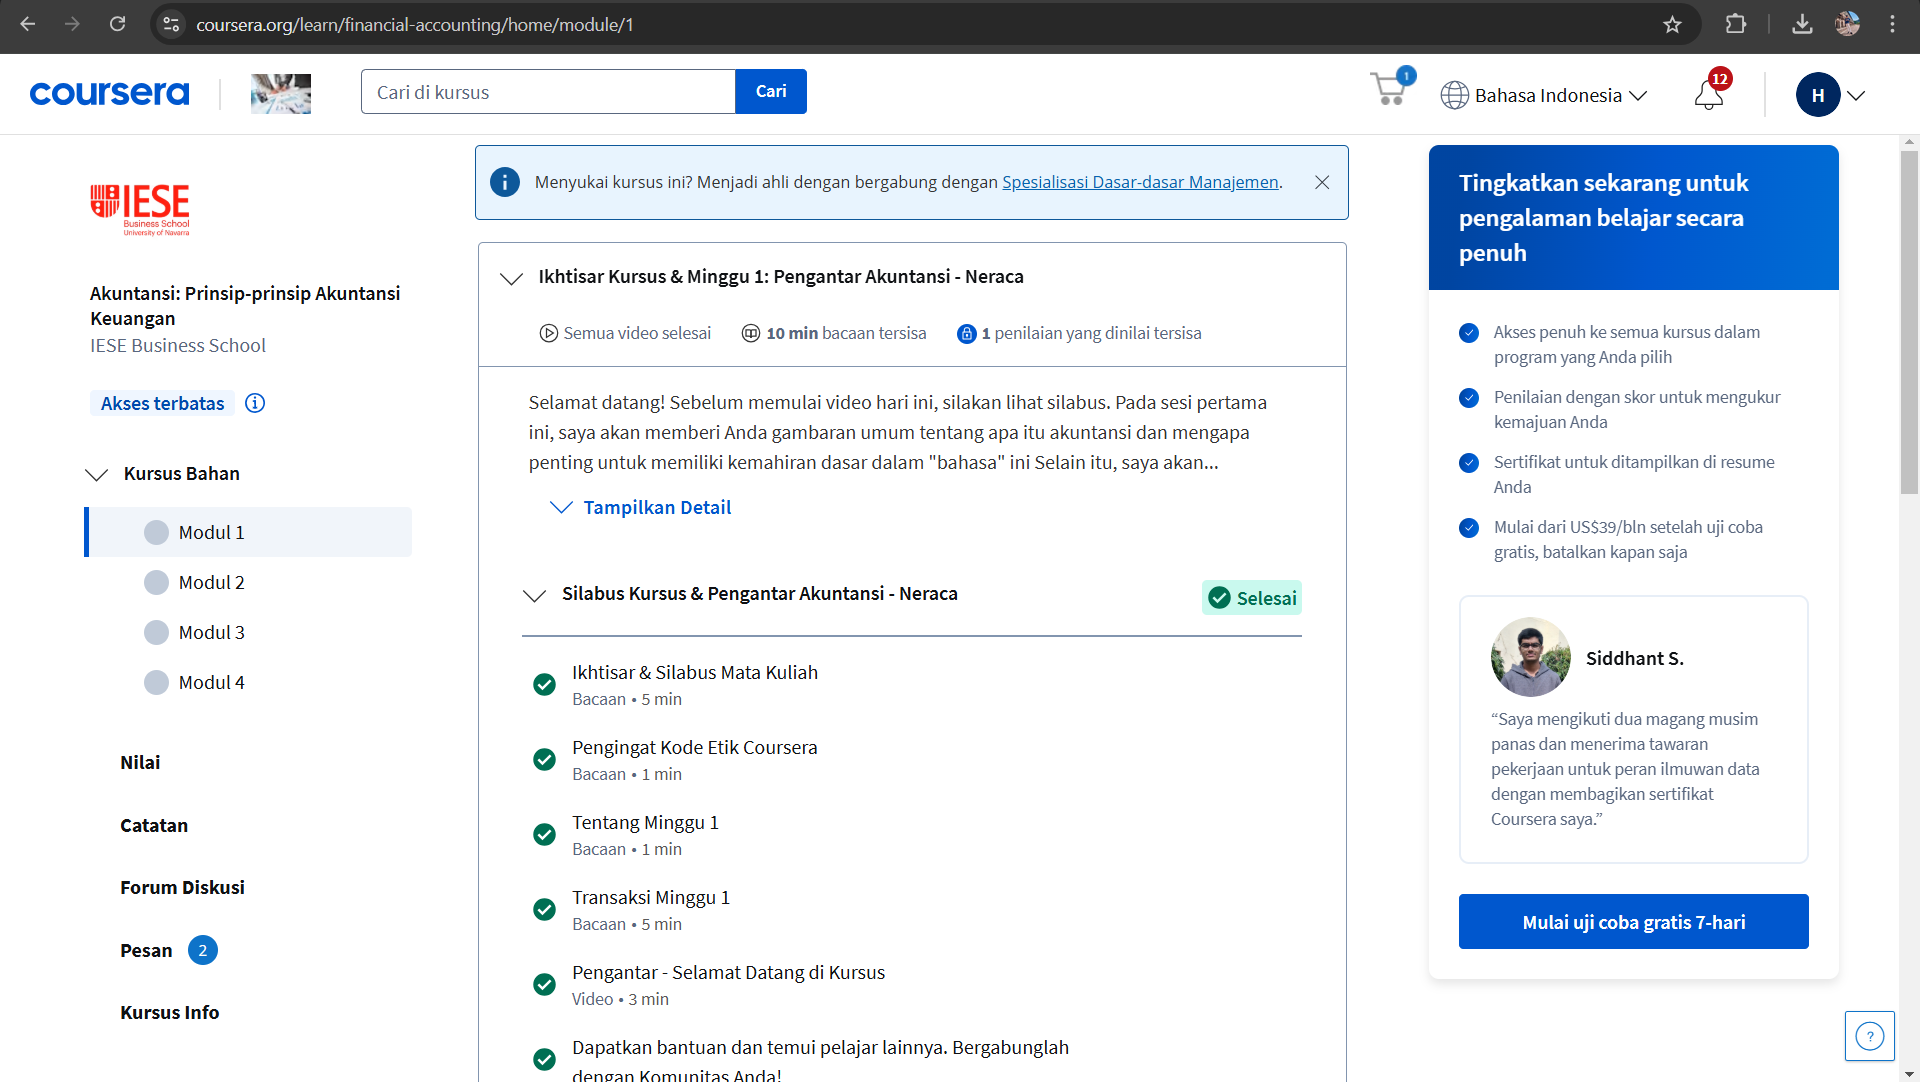 coursera.org/learn/financial-accounting/home/module/1
coursera
Cari di kursus
Cari
1
Bahasa Indonesia
12
H
IESE
Business School
University of Navarra
Akuntansi: Prinsip-prinsip Akuntansi
Keuangan
IESE Business School
Akses terbatas
Kursus Bahan
Modul 1
Modul 2
Modul 3
Modul 4
Nilai
Catatan
Forum Diskusi
Pesan 2
Kursus Info
Menyukai kursus ini? Menjadi ahli dengan bergabung dengan Spesialisasi Dasar-dasar Manajemen.
Ikhtisar Kursus & Minggu 1: Pengantar Akuntansi - Neraca
Semua video selesai
10 min bacaan tersisa
1 penilaian yang dinilai tersisa
Selamat datang! Sebelum memulai video hari ini, silakan lihat silabus. Pada sesi pertama
ini, saya akan memberi Anda gambaran umum tentang apa itu akuntansi dan mengapa
penting untuk memiliki kemahiran dasar dalam "bahasa" ini Selain itu, saya akan...
Tampilkan Detail
Silabus Kursus & Pengantar Akuntansi - Neraca
Selesai
Ikhtisar & Silabus Mata Kuliah
Bacaan • 5 min
Pengingat Kode Etik Coursera
Bacaan • 1 min
Tentang Minggu 1
Bacaan • 1 min
Transaksi Minggu 1
Bacaan • 5 min
Pengantar - Selamat Datang di Kursus
Video • 3 min
Dapatkan bantuan dan temui pelajar lainnya. Bergabunglah
dengan Komunitas Anda!
Tingkatkan sekarang untuk
pengalaman belajar secara
penuh
Akses penuh ke semua kursus dalam
program yang Anda pilih
Penilaian dengan skor untuk mengukur
kemajuan Anda
Sertifikat untuk ditampilkan di resume
Anda
Mulai dari US$39/bln setelah uji coba
gratis, batalkan kapan saja
Siddhant S.
“Saya mengikuti dua magang musim
panas dan menerima tawaran
pekerjaan untuk peran ilmuwan data
dengan membagikan sertifikat
Coursera saya.”
Mulai uji coba gratis 7-hari
?